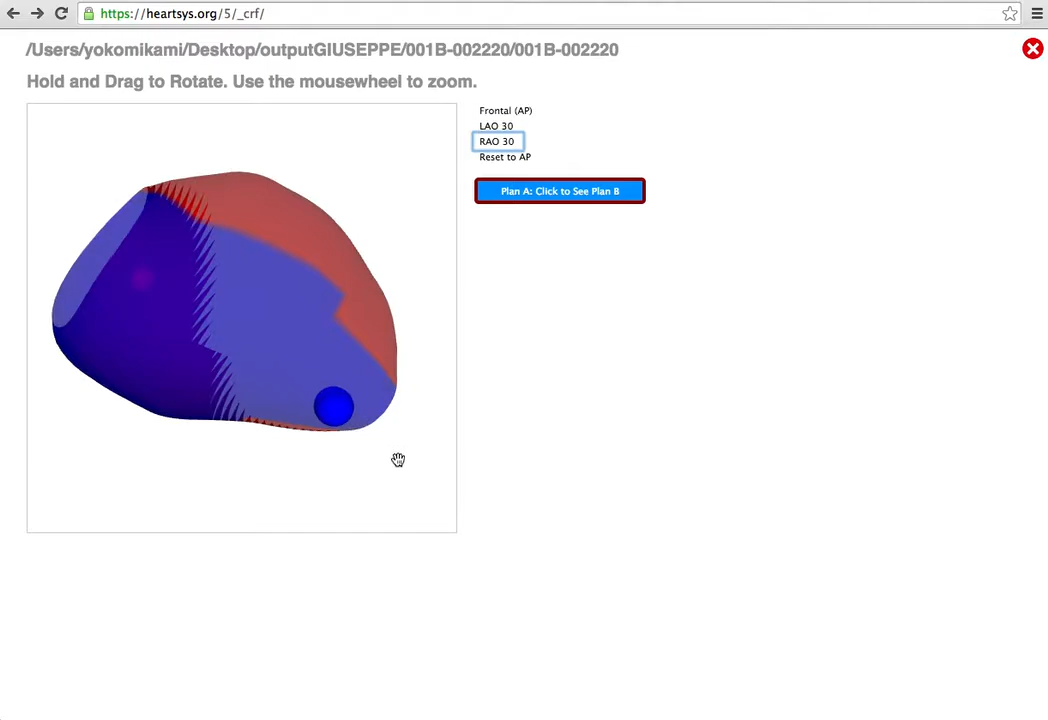 https://heartsys.org/5/_crf/
/Users/yokomikami/Desktop/outputGIUSEPPE/001B-002220/001B-002220
Hold and Drag to Rotate. Use the mousewheel to zoom.
Frontal (AP)
LAO 30
RAO 30
Reset to AP
Plan A: Click to See Plan B